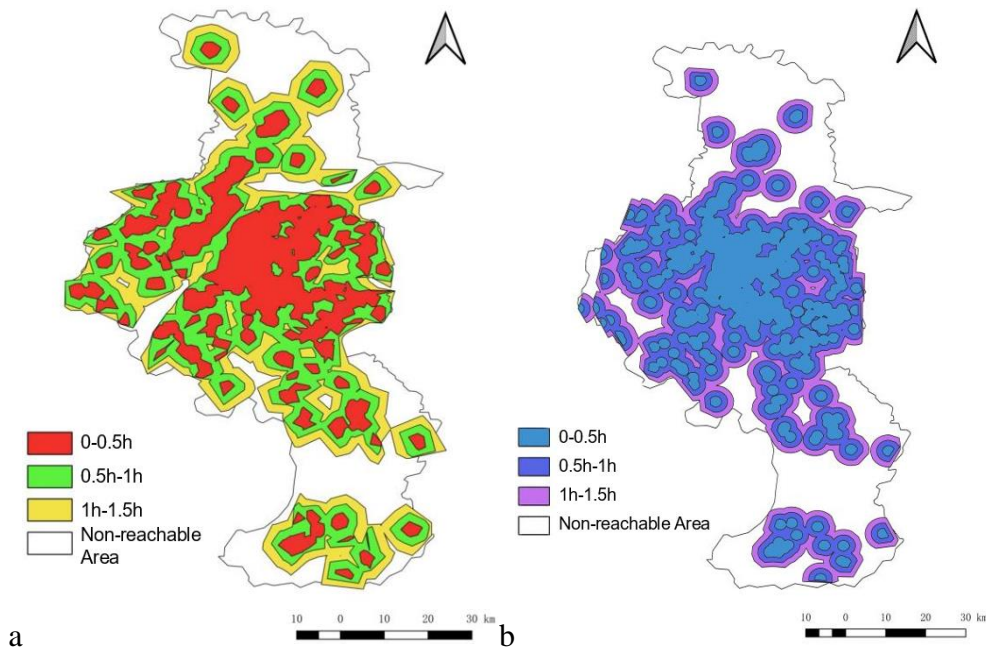 0-0.5h
0.5h-1h
1h-1.5h
Non-reachable
Area
10 0 10 20 30 km
a
0-0.5h
0.5h-1h
1h-1.5h
Non-reachable Area
10 0 10 20 30 km
b